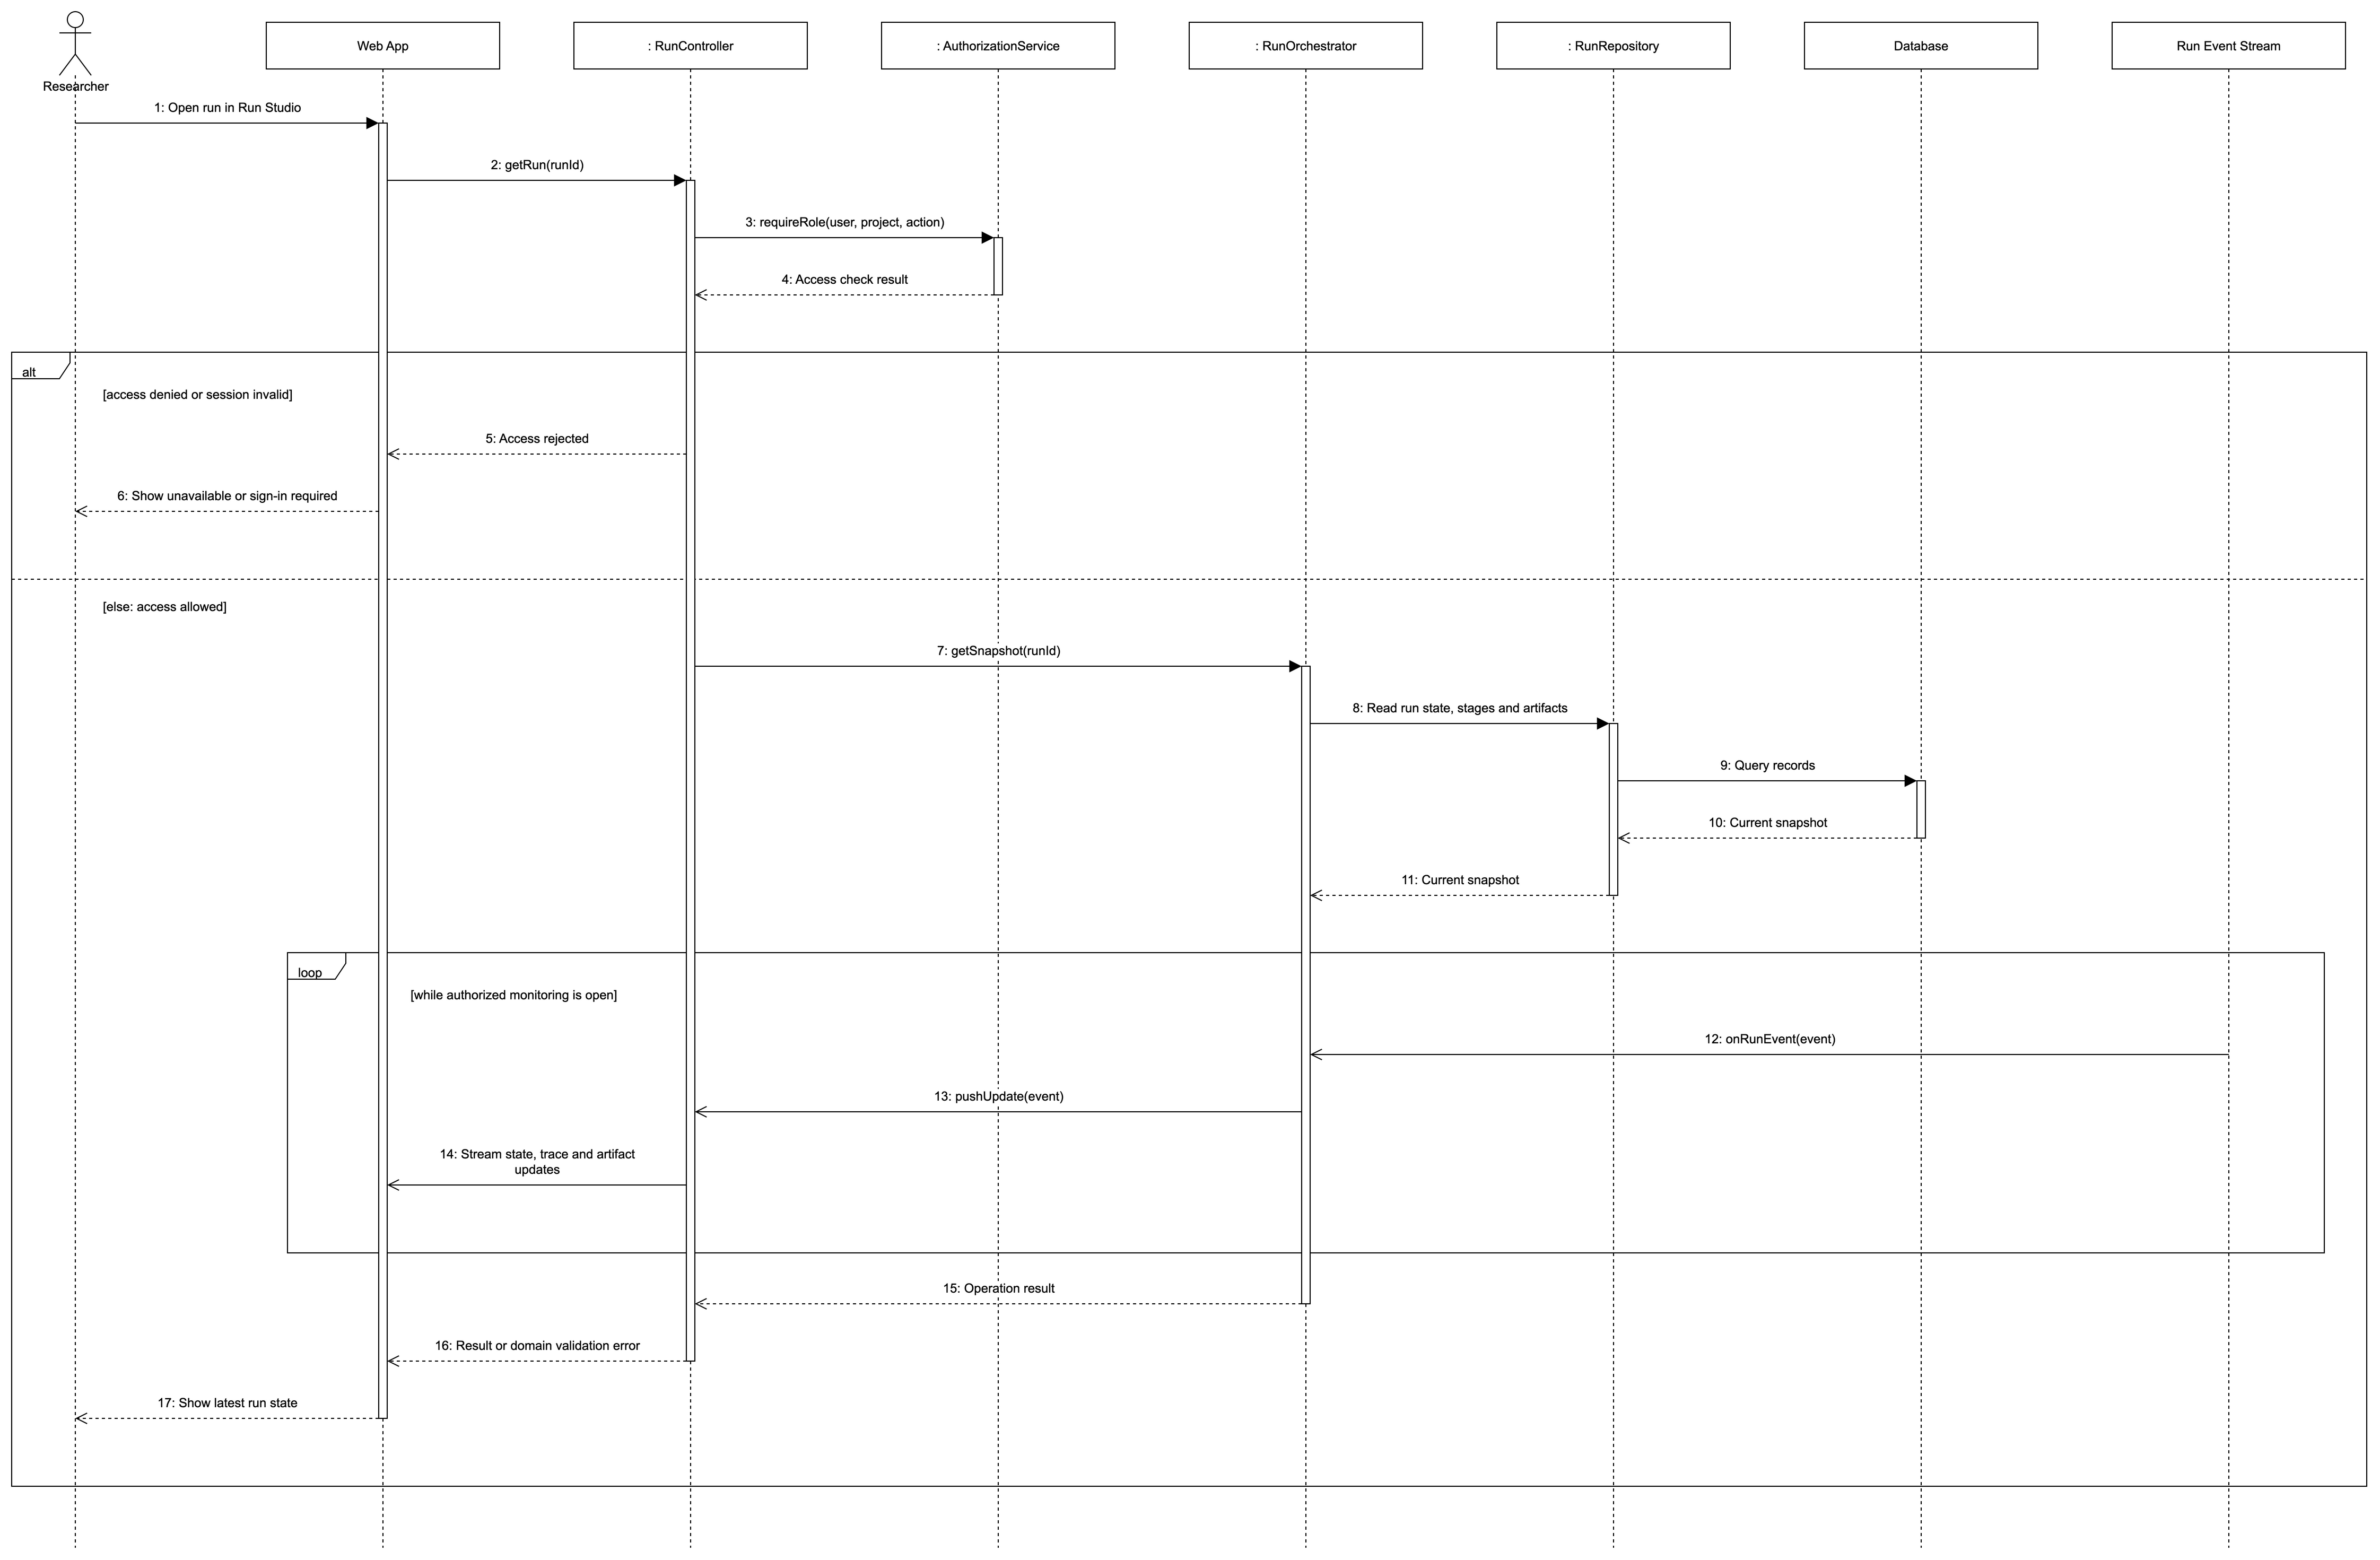 Web App
: RunController
: AuthorizationService
: RunOrchestrator
: RunRepository
Database
Run Event Stream
Researcher
1: Open run in Run Studio
2: getRun(runId)
3: requireRole(user, project, action)
4: Access check result
alt
[access denied or session invalid]
5: Access rejected
6: Show unavailable or sign-in required
[else: access allowed]
7: getSnapshot(runId)
8: Read run state, stages and artifacts
9: Query records
10: Current snapshot
11: Current snapshot
loop
[while authorized monitoring is open]
12: onRunEvent(event)
13: pushUpdate(event)
14: Stream state, trace and artifact
updates
15: Operation result
16: Result or domain validation error
17: Show latest run state